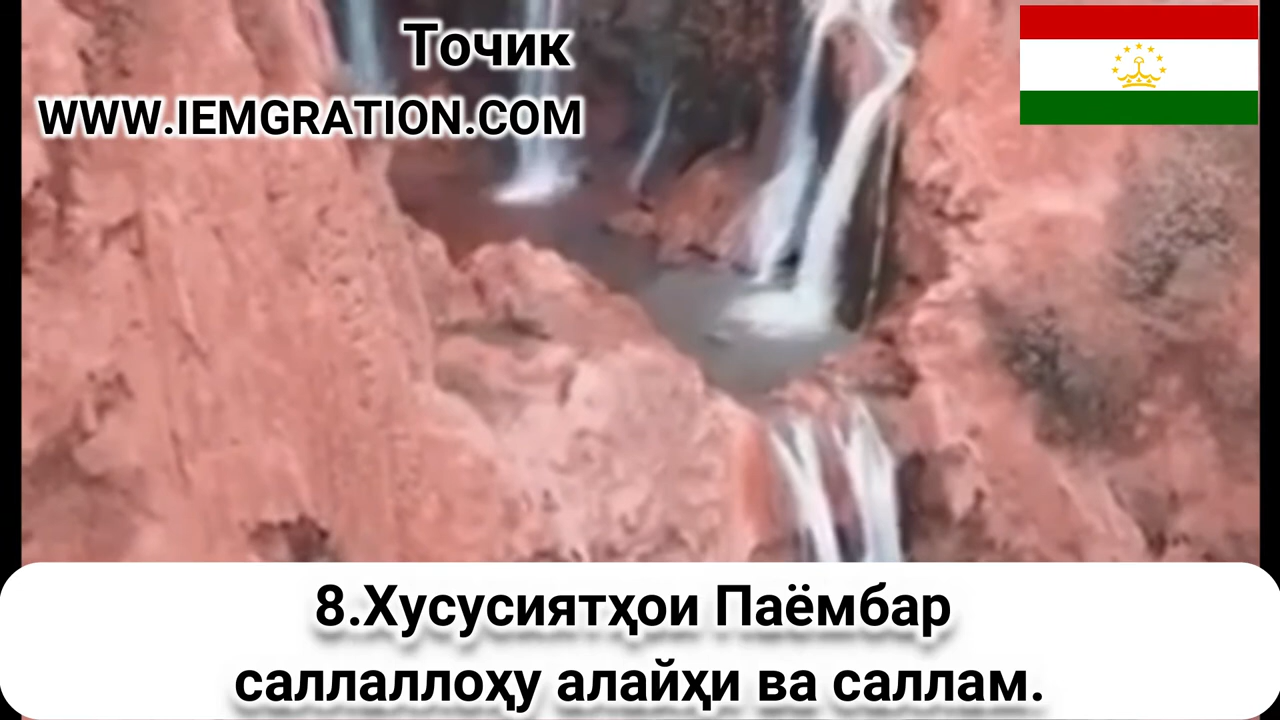 Точик
WWW.IEMGRATION.COM
8.Хусусиятҳои Паёмбар
саллаллоҳу алайҳи ва саллам.